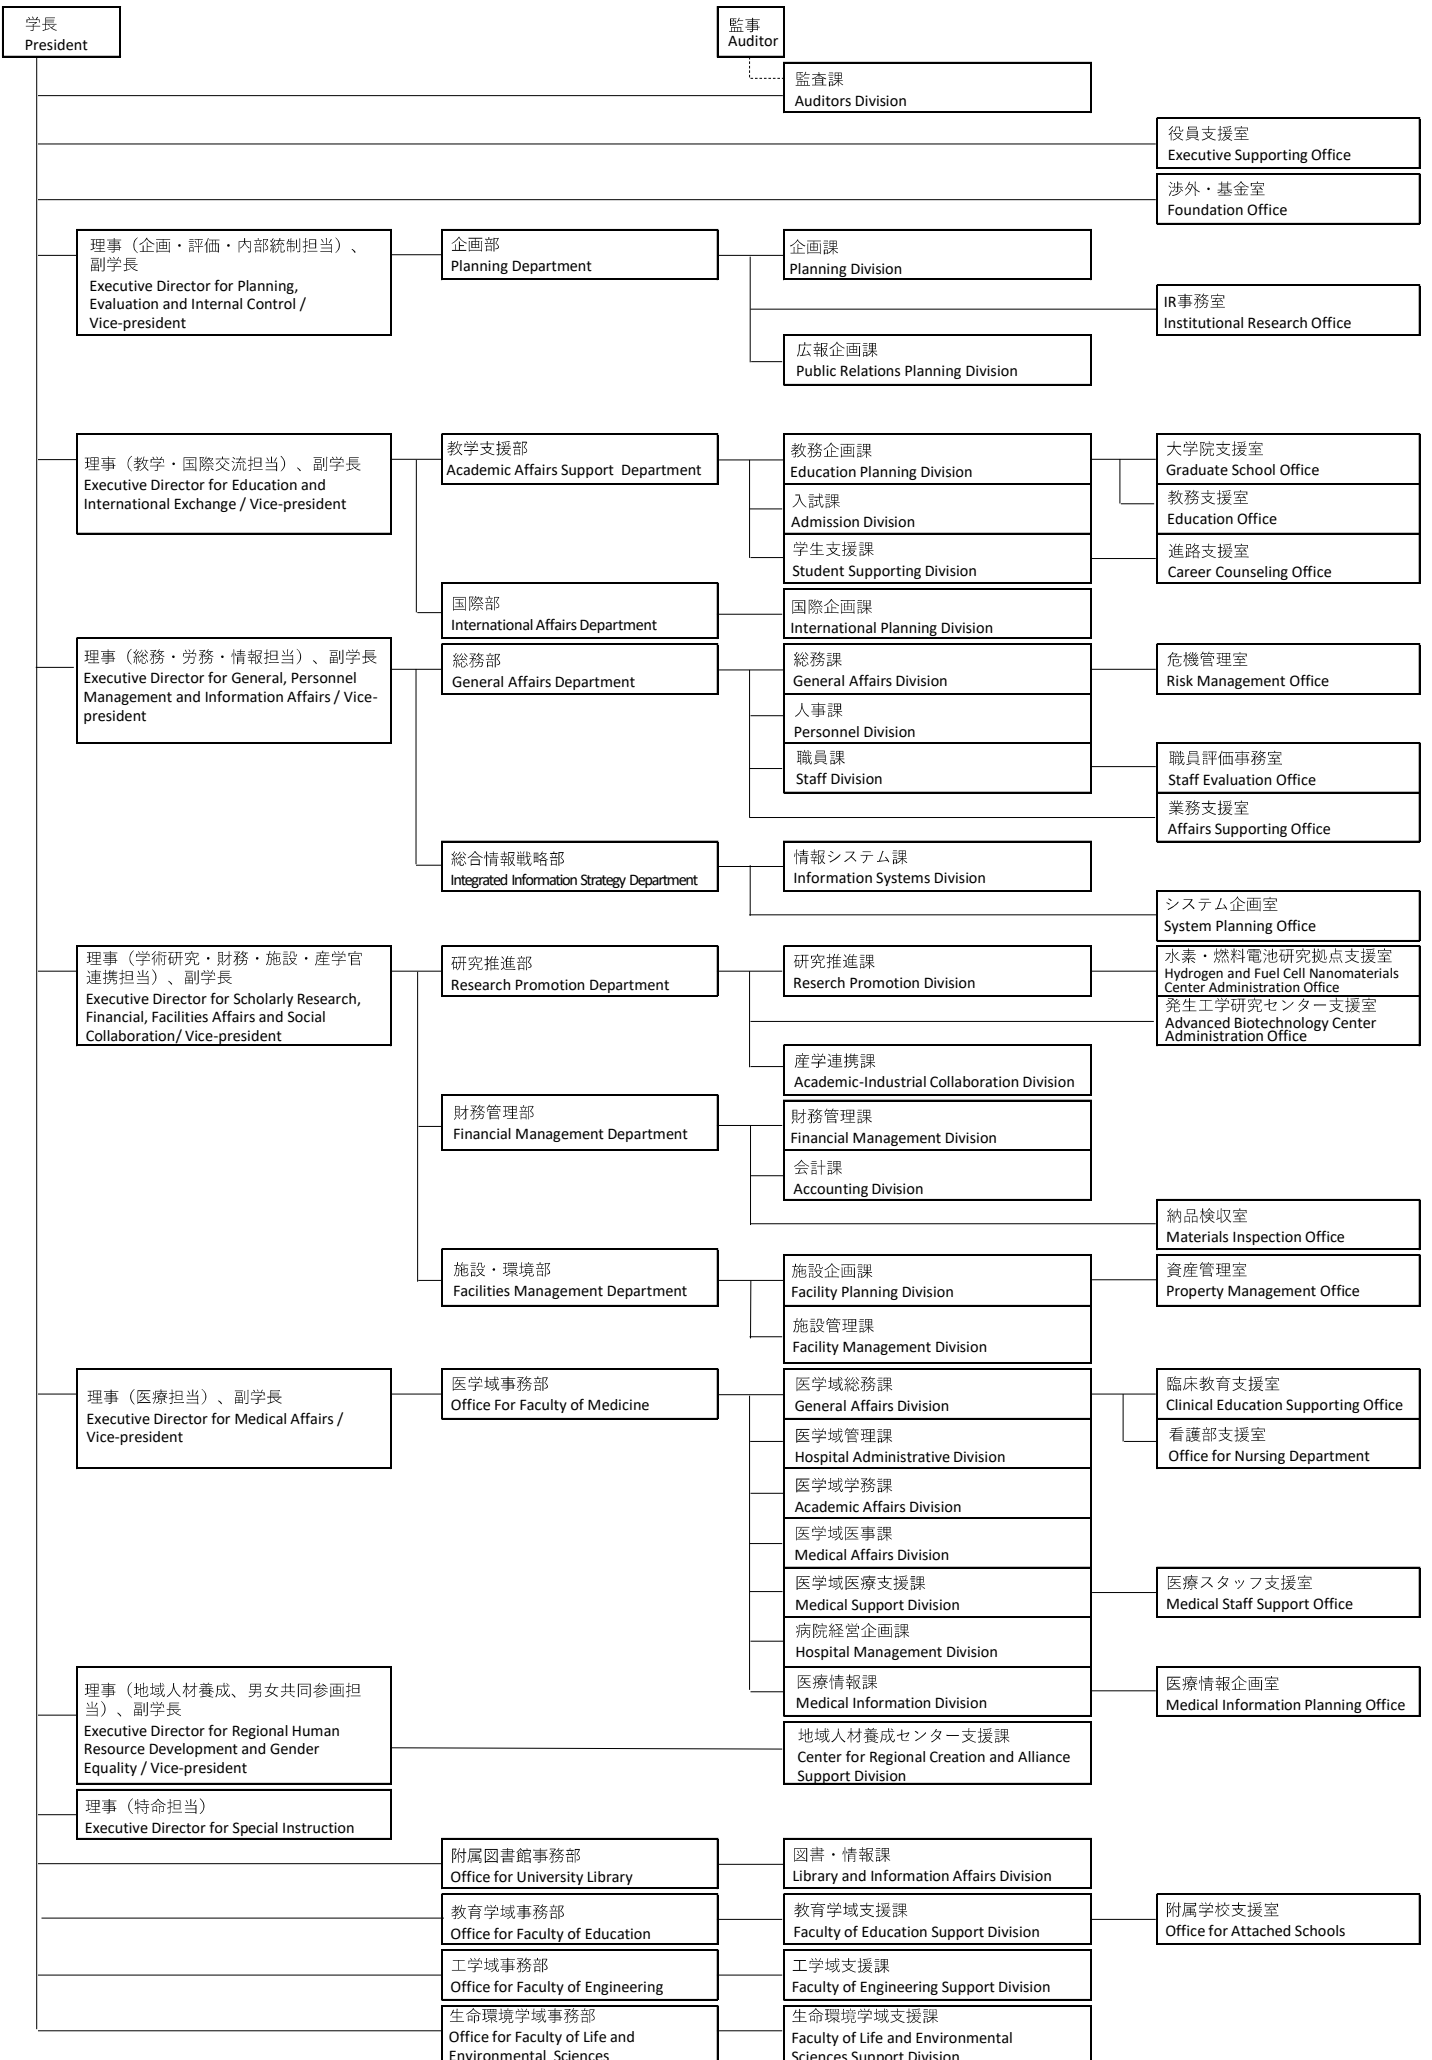 学長
President
監事
Auditor
監査課
Auditors Division
役員支援室
Executive Supporting Office
渉外・基金室
Foundation Office
理事（企画・評価・内部統制担当）、
副学長
Executive Director for Planning,
Evaluation and Internal Control /
Vice-president
企画部
Planning Department
企画課
Planning Division
IR事務室
Institutional Research Office
広報企画課
Public Relations Planning Division
理事（教学・国際交流担当）、副学長
Executive Director for Education and
International Exchange / Vice-president
教学支援部
Academic Affairs Support Department
教務企画課
Education Planning Division
大学院支援室
Graduate School Office
教務支援室
Education Office
入試課
Admission Division
学生支援課
Student Supporting Division
進路支援室
Career Counseling Office
国際部
International Affairs Department
国際企画課
International Planning Division
理事（総務・労務・情報担当）、副学長
Executive Director for General, Personnel
Management and Information Affairs / Vice-
president
総務部
General Affairs Department
総務課
General Affairs Division
危機管理室
Risk Management Office
人事課
Personnel Division
職員課
Staff Division
職員評価事務室
Staff Evaluation Office
業務支援室
Affairs Supporting Office
総合情報戦略部
Integrated Information Strategy Department
情報システム課
Information Systems Division
システム企画室
System Planning Office
理事（学術研究・財務・施設・産学官
連携担当）、副学長
Executive Director for Scholarly Research,
Financial, Facilities Affairs and Social
Collaboration/ Vice-president
研究推進部
Research Promotion Department
研究推進課
Reserch Promotion Division
水素・燃料電池研究拠点支援室
Hydrogen and Fuel Cell Nanomaterials
Center Administration Office
発生工学研究センター支援室
Advanced Biotechnology Center
Administration Office
産学連携課
Academic-Industrial Collaboration Division
財務管理部
Financial Management Department
財務管理課
Financial Management Division
会計課
Accounting Division
納品検収室
Materials Inspection Office
施設・環境部
Facilities Management Department
施設企画課
Facility Planning Division
資産管理室
Property Management Office
施設管理課
Facility Management Division
理事（医療担当）、副学長
Executive Director for Medical Affairs /
Vice-president
医学域事務部
Office For Faculty of Medicine
医学域総務課
General Affairs Division
臨床教育支援室
Clinical Education Supporting Office
看護部支援室
Office for Nursing Department
医学域管理課
Hospital Administrative Division
医学域学務課
Academic Affairs Division
医学域医事課
Medical Affairs Division
医学域医療支援課
Medical Support Division
医療スタッフ支援室
Medical Staff Support Office
病院経営企画課
Hospital Management Division
医療情報課
Medical Information Division
医療情報企画室
Medical Information Planning Office
理事（地域人材養成、男女共同参画担
当）、副学長
Executive Director for Regional Human
Resource Development and Gender
Equality / Vice-president
地域人材養成センター支援課
Center for Regional Creation and Alliance
Support Division
理事（特命担当）
Executive Director for Special Instruction
附属図書館事務部
Office for University Library
図書・情報課
Library and Information Affairs Division
教育学域事務部
Office for Faculty of Education
教育学域支援課
Faculty of Education Support Division
附属学校支援室
Office for Attached Schools
工学域事務部
Office for Faculty of Engineering
工学域支援課
Faculty of Engineering Support Division
生命環境学域事務部
Office for Faculty of Life and
Environmental Sciences
生命環境学域支援課
Faculty of Life and Environmental
Sciences Support Division